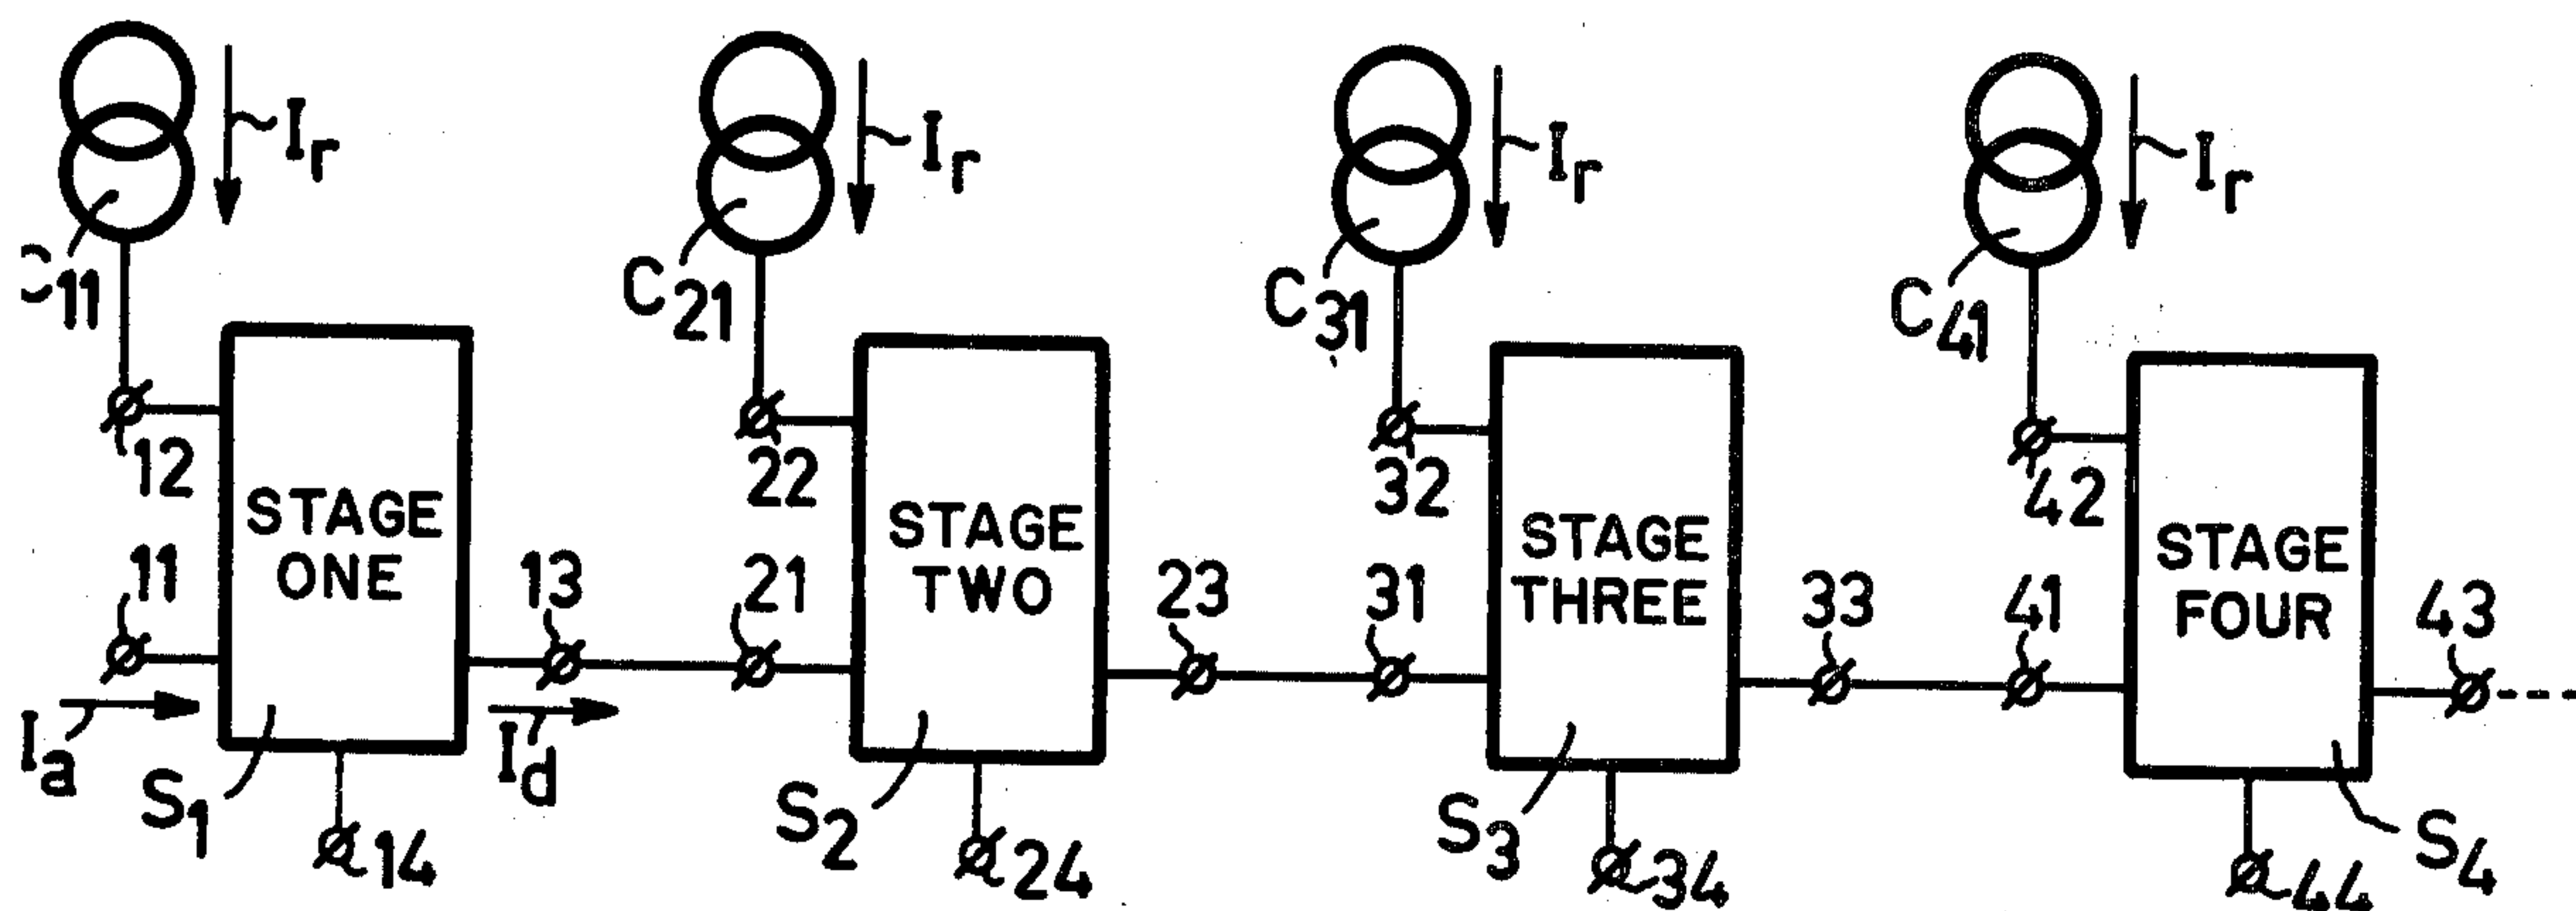 Ir
Ir
Ir
Ir
C11
C21
C31
C41
12
22
32
42
STAGE
ONE
STAGE
TWO
STAGE
THREE
STAGE
FOUR
11
13
21
23
31
33
41
43
Ia
S1
Id
S2
S3
S4
14
24
34
44